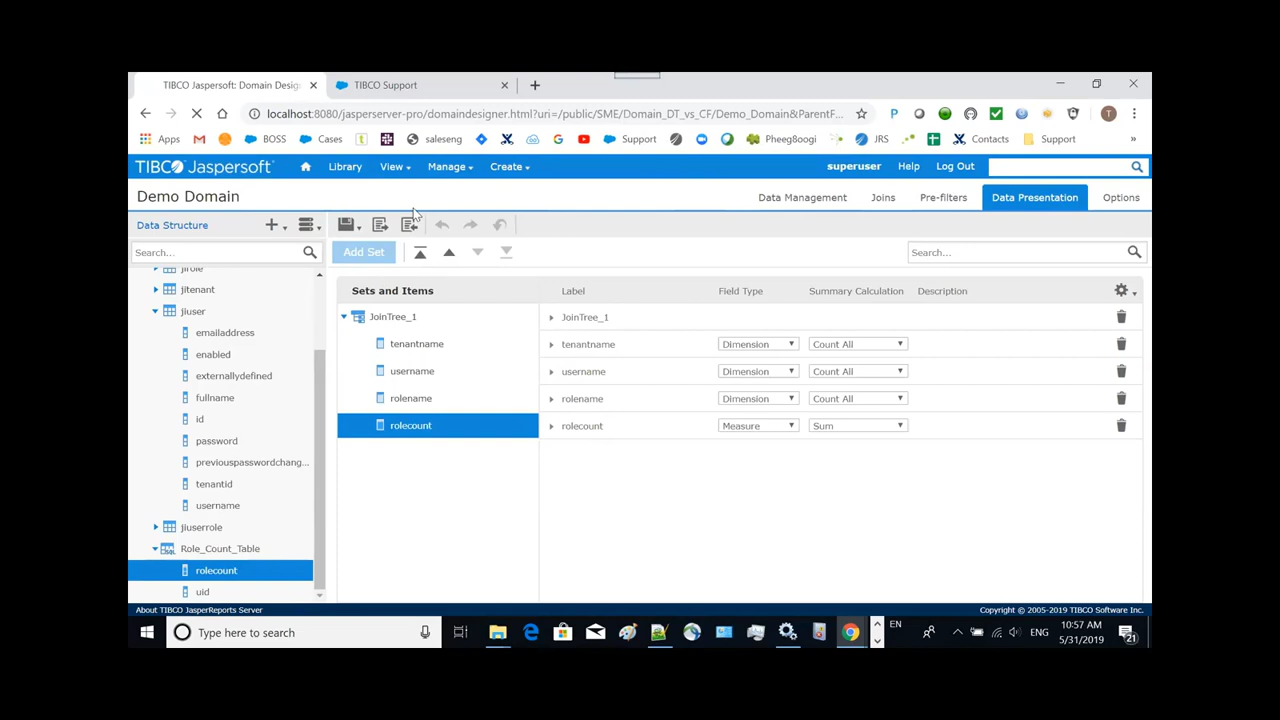 TIBCO Jaspersoft: Domain Desig
TIBCO Support
localhost:8080/jasperserver-pro/domaindesigner.html?uri=/public/SME/Domain_DT_vs_CF/Demo_Domain&ParentF...
T
Apps
BOSS
Cases
saleseng
Support
Pheeg8oogi
JRS
Contacts
Support
»
TIBCO Jaspersoft
Library
View
Manage
Create
superuser
Help
Log Out
Demo Domain
Data Management
Joins
Pre-filters
Data Presentation
Options
Data Structure
Search...
Add Set
Search...
jirole
jitenant
jiuser
emailaddress
enabled
externallydefined
fullname
id
password
previouspasswordchang...
tenantid
username
jiuserrole
Role_Count_Table
rolecount
uid
Sets and Items
Label
Field Type
Summary Calculation
Description
JoinTree_1
JoinTree_1
tenantname
tenantname
Dimension
Count All
username
username
Dimension
Count All
rolename
rolename
Dimension
Count All
rolecount
rolecount
Measure
Sum
About TIBCO JasperReports Server
Copyright © 2005-2019 TIBCO Software Inc.
Type here to search
EN
ENG
10:57 AM
5/31/2019
21